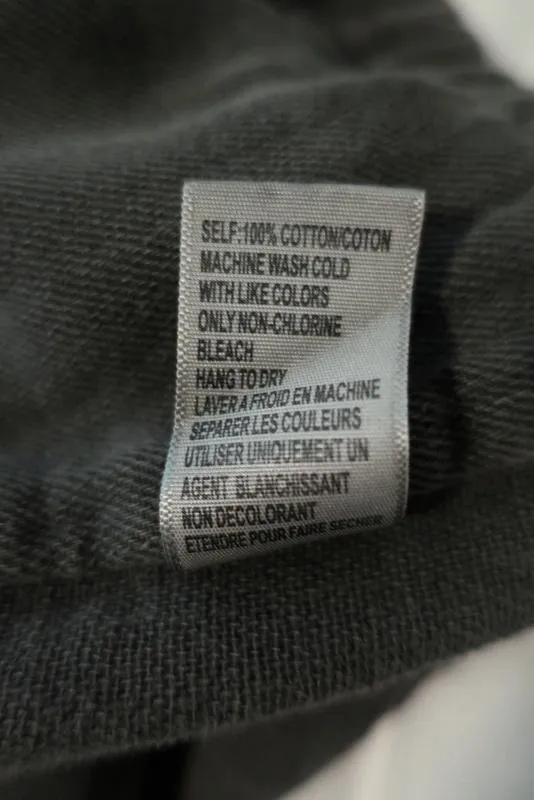 SELF:100% COTTON/COTON
MACHINE WASH COLD
WITH LIKE COLORS
ONLY NON-CHLORINE
BLEACH
HANG TO DRY
LAVER A FROID EN MACHINE
SEPARER LES COULEURS
UTILISER UNIQUEMENT UN
AGENT BLANCHISSANT
NON DECOLORANT
ETENDRE POUR FAIRE SECHER